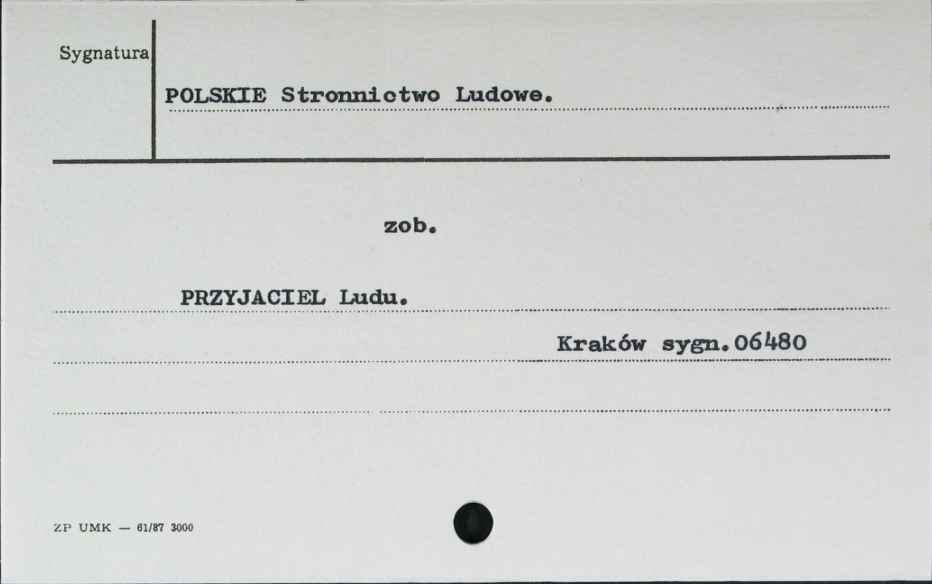 Sygnatura
POLSKIE Stronnictwo Ludowe.
zob.
PRZYJACIEL Ludu.
Kraków sygn.06480
ZP UMK — 61/87 3000